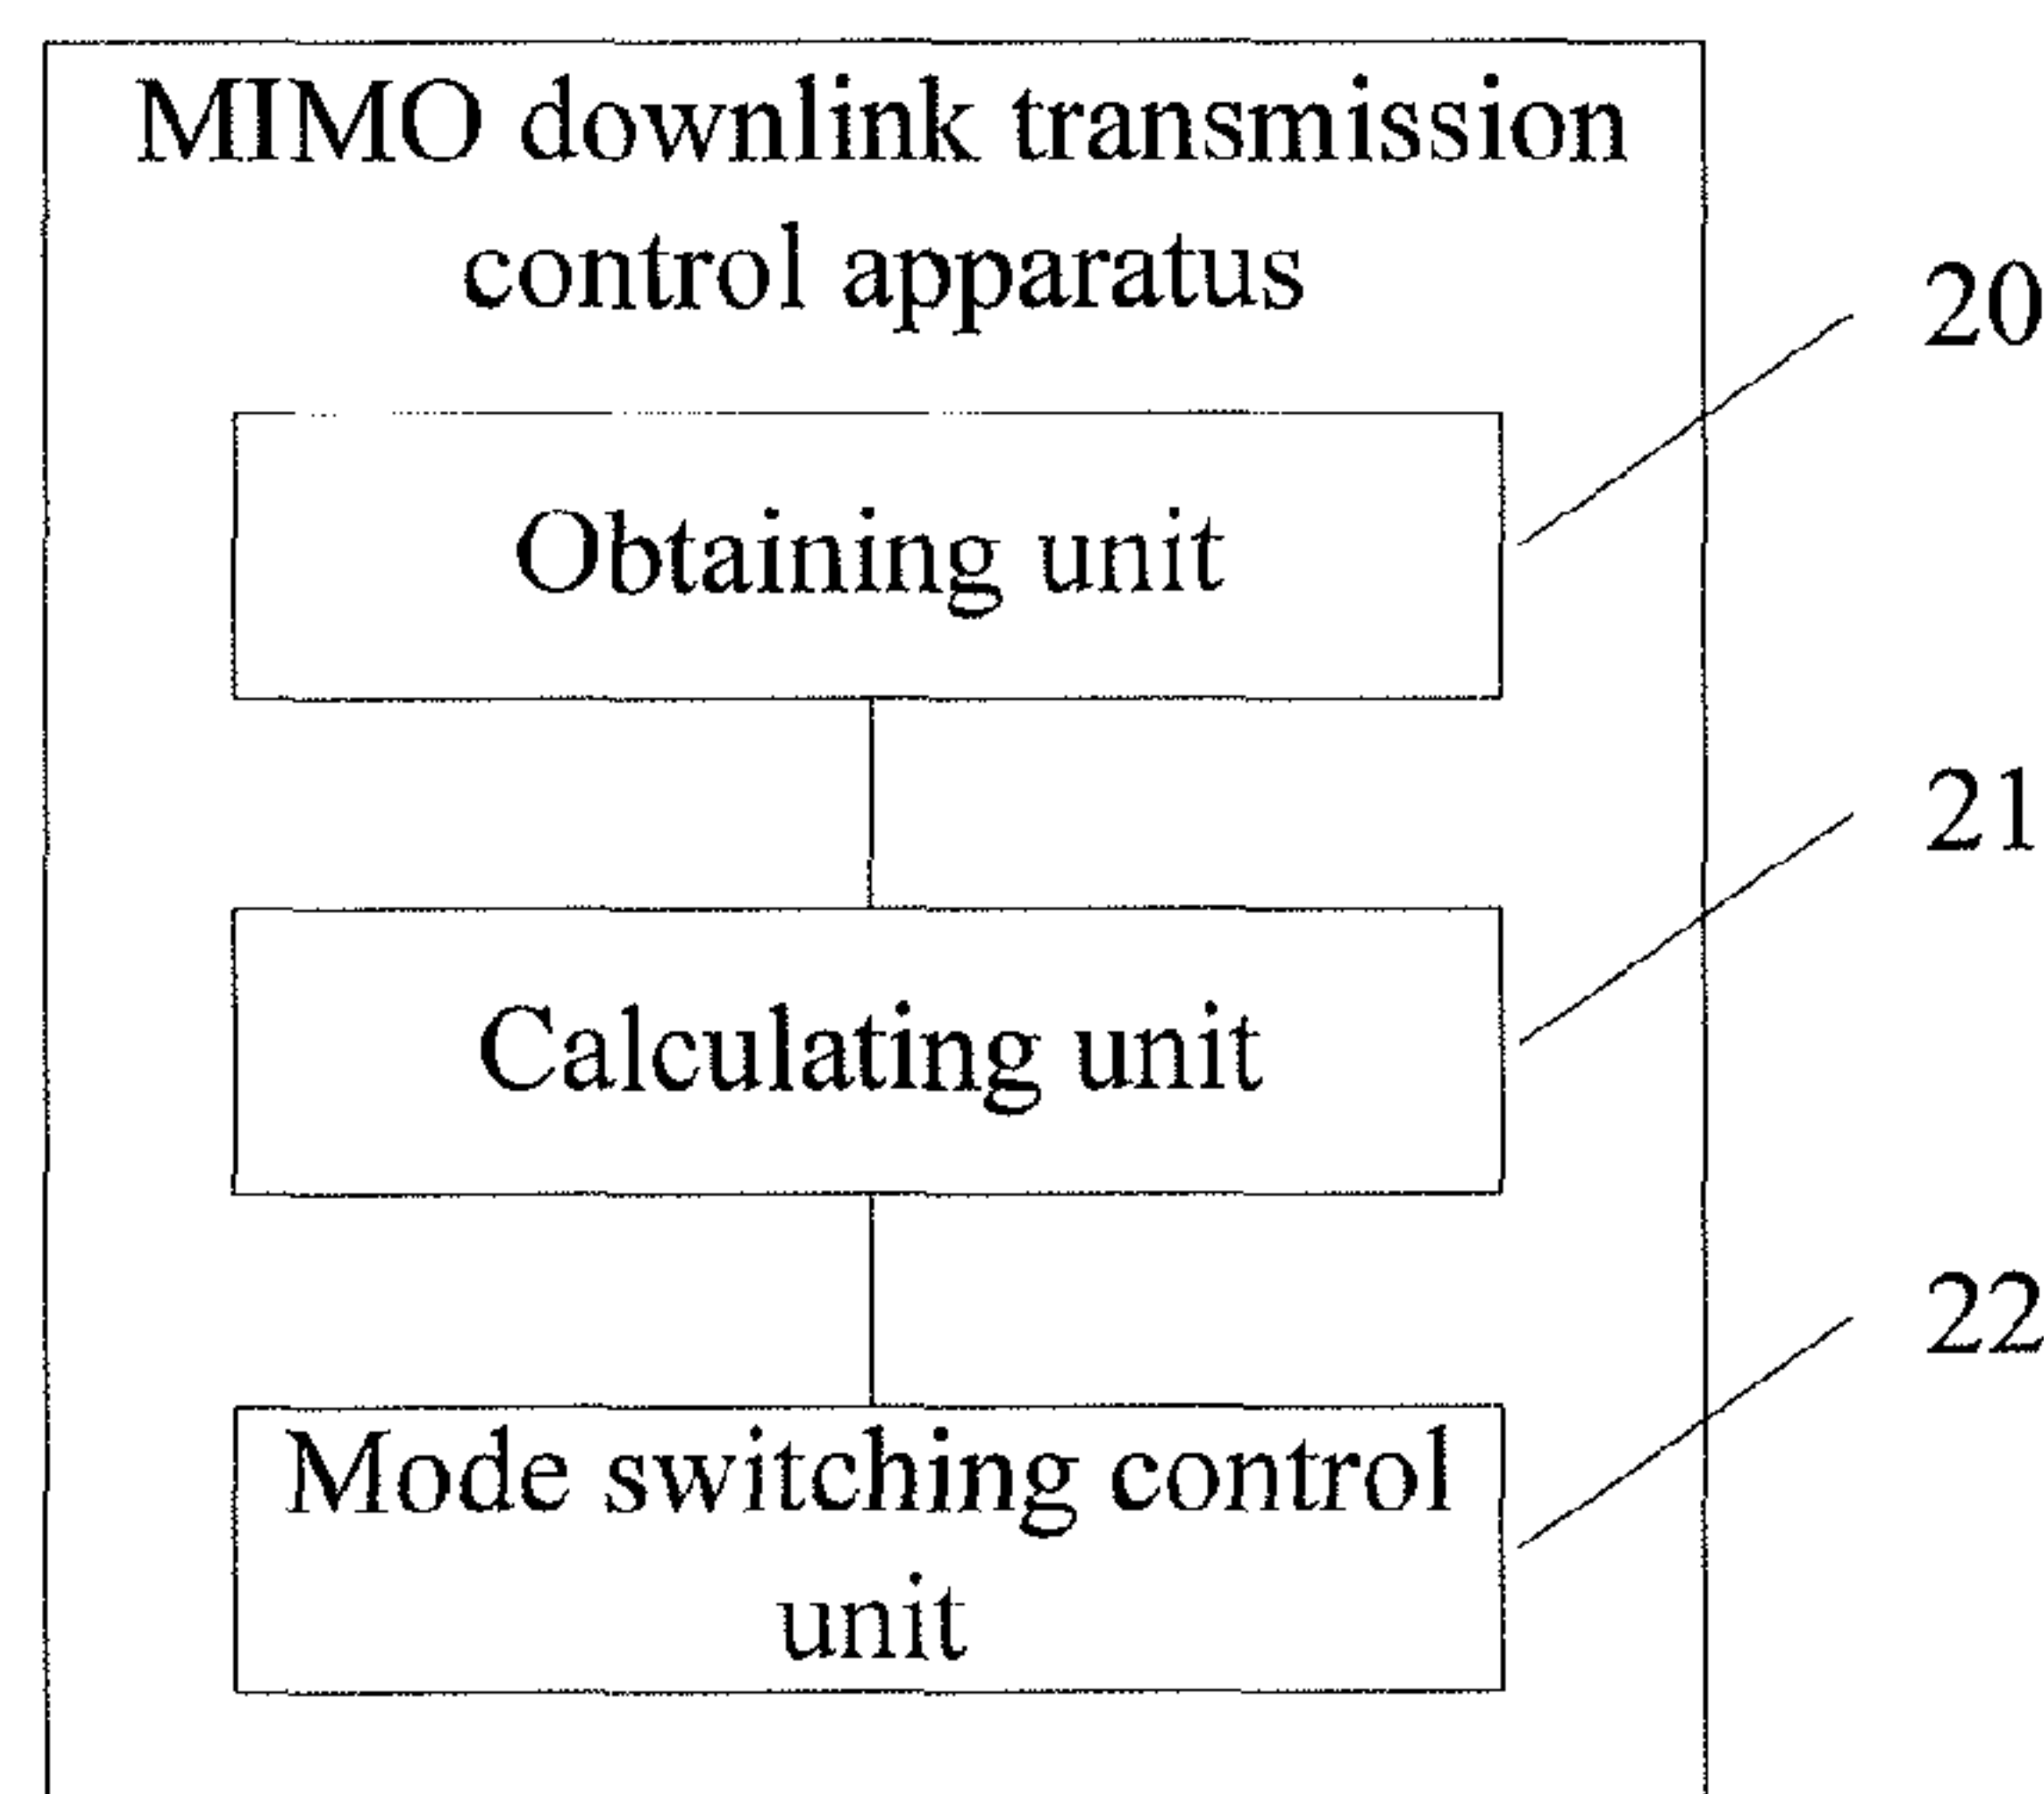 MIMO downlink transmission
control apparatus
20
Obtaining unit
21
Calculating unit
22
Mode switching control
unit